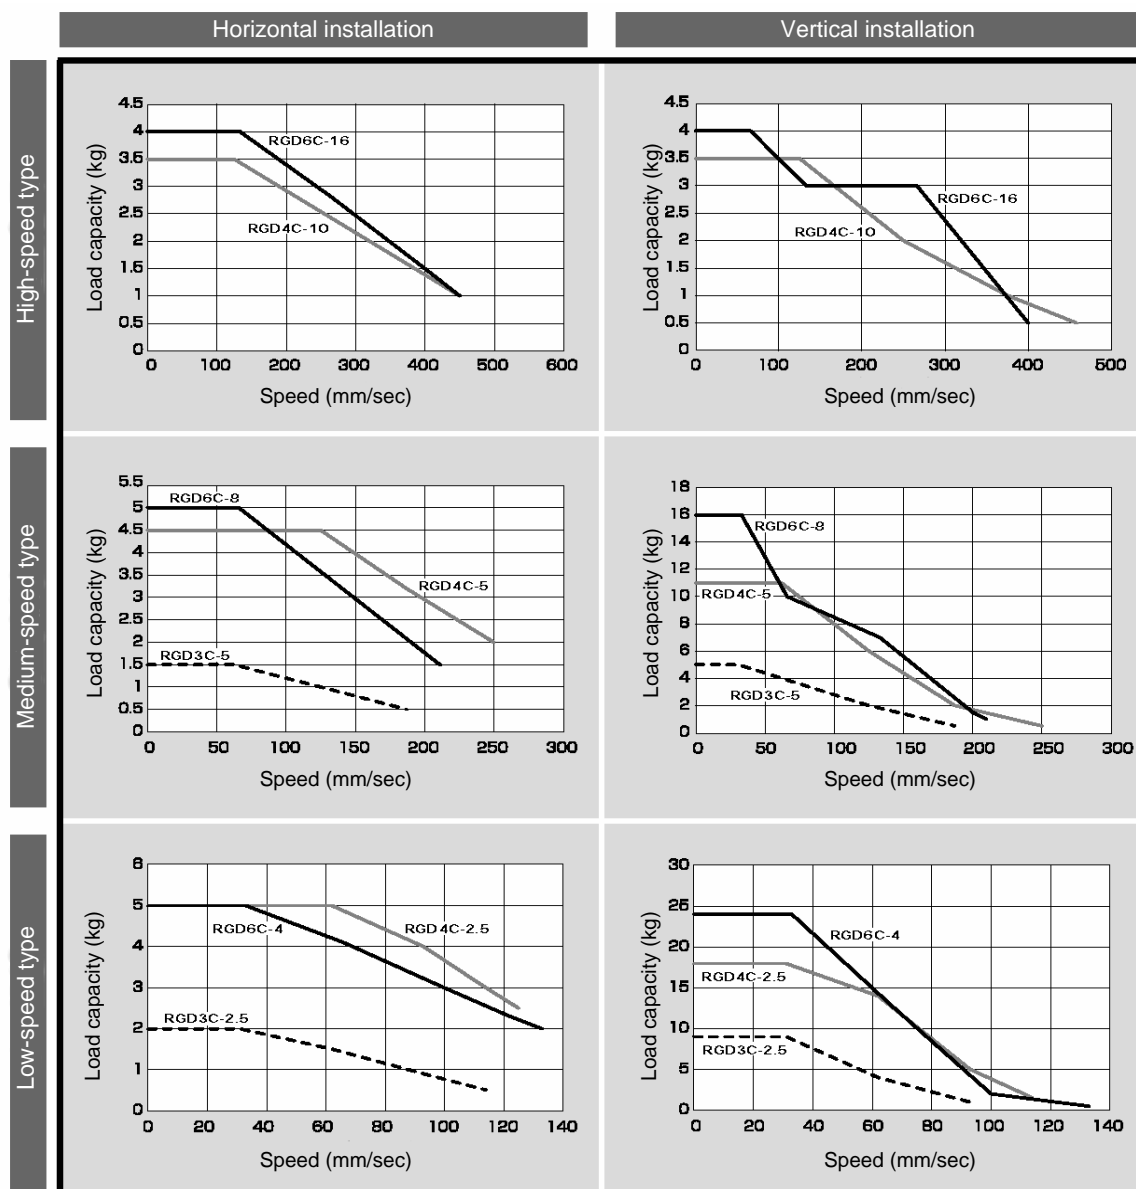 Horizontal installation
Vertical installation
High-speed type
Load capacity (kg)
4.5
4
3.5
3
2.5
2
1.5
1
0.5
0
RGD6C-16
RGD4C-10
0 100 200 300 400 500 600
Speed (mm/sec)
Load capacity (kg)
4.5
4
3.5
3
2.5
2
1.5
1
0.5
0
RGD6C-16
RGD4C-10
0 100 200 300 400 500
Speed (mm/sec)
Medium-speed type
Load capacity (kg)
5.5
5
4.5
4
3.5
3
2.5
2
1.5
1
0.5
0
RGD6C-8
RGD4C-5
RGD3C-5
0 50 100 150 200 250 300
Speed (mm/sec)
Load capacity (kg)
18
16
14
12
10
8
6
4
2
0
RGD6C-8
RGD4C-5
RGD3C-5
0 50 100 150 200 250 300
Speed (mm/sec)
Low-speed type
Load capacity (kg)
6
5
4
3
2
1
0
RGD6C-4
RGD4C-2.5
RGD3C-2.5
0 20 40 60 80 100 120 140
Speed (mm/sec)
Load capacity (kg)
30
25
20
15
10
5
0
RGD6C-4
RGD4C-2.5
RGD3C-2.5
0 20 40 60 80 100 120 140
Speed (mm/sec)